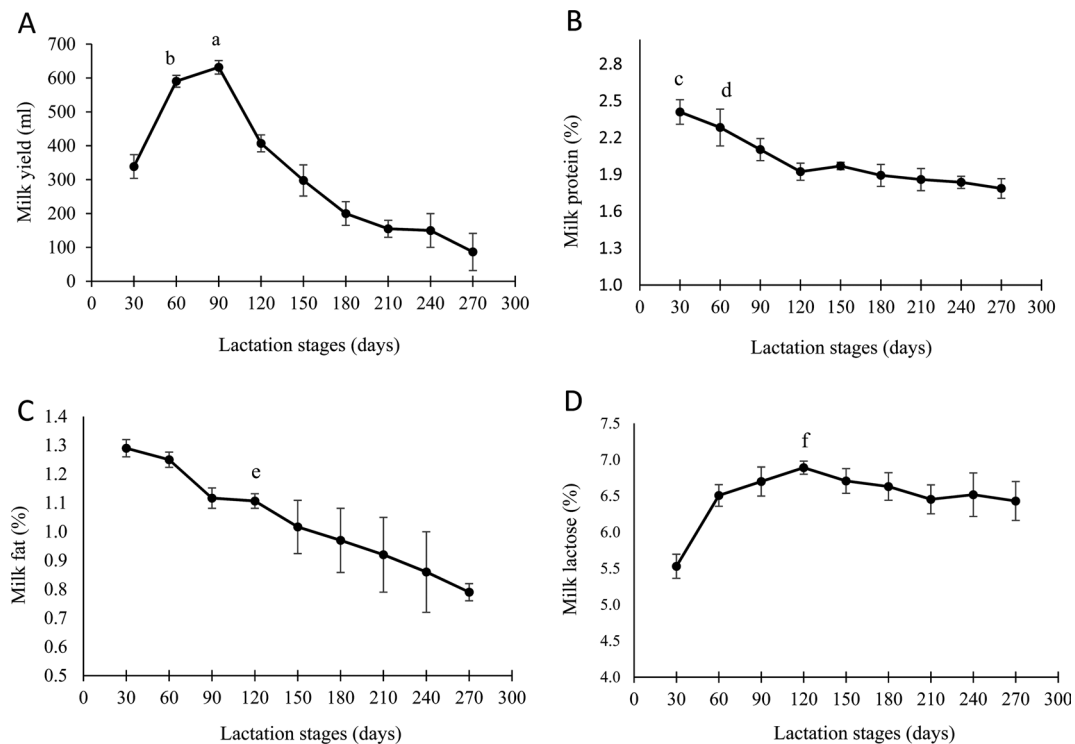 A
700
600
500
400
300
200
100
0
Milk yield (ml)
b
a
0 30 60 90 120 150 180 210 240 270 300
Lactation stages (days)
B
2.8
2.5
2.2
1.9
1.6
1.3
1.0
Milk protein (%)
c
d
0 30 60 90 120 150 180 210 240 270 300
Lactation stages (days)
C
1.4
1.3
1.2
1.1
1.0
0.9
0.8
0.7
0.6
0.5
Milk fat (%)
e
0 30 60 90 120 150 180 210 240 270 300
Lactation stages (days)
D
7.5
7.0
6.5
6.0
5.5
5.0
4.5
4.0
Milk lactose (%)
f
0 30 60 90 120 150 180 210 240 270 300
Lactation stages (days)